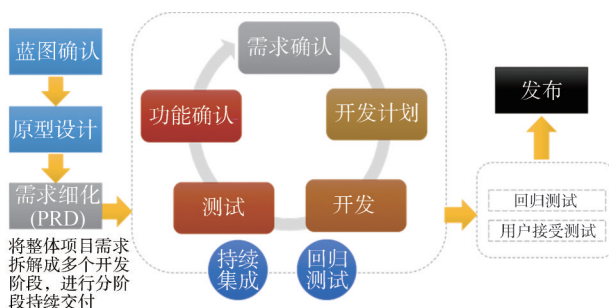 蓝图确认
原型设计
需求细化
(PRD)
将整体项目需求
拆解成多个开发
阶段，进行分阶
段持续交付
需求确认
功能确认
开发计划
测试
开发
持续
集成
回归
测试
发布
回归测试
用户接受测试